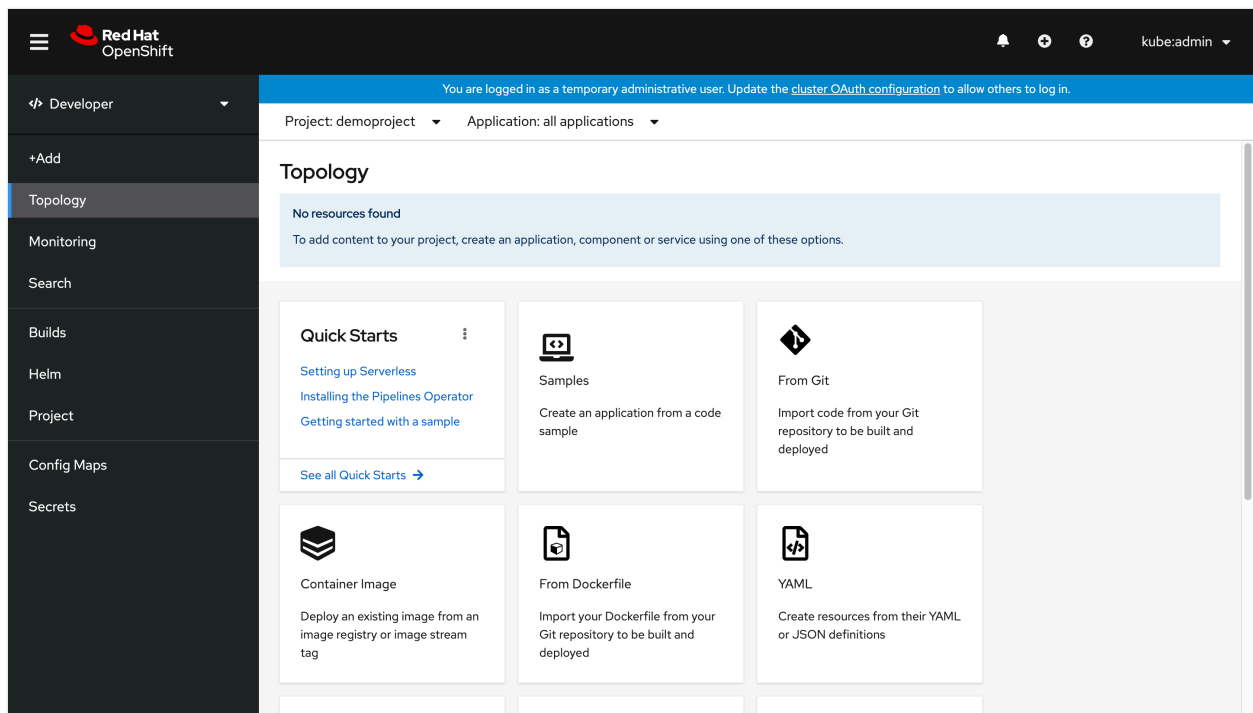 Red Hat
OpenShift
kube:admin
Developer
You are logged in as a temporary administrative user. Update the cluster OAuth configuration to allow others to log in.
Project: demoproject
Application: all applications
+Add
Topology
Monitoring
Search
Builds
Helm
Project
Config Maps
Secrets
Topology
No resources found
To add content to your project, create an application, component or service using one of these options.
Quick Starts
Setting up Serverless
Installing the Pipelines Operator
Getting started with a sample
See all Quick Starts
Samples
Create an application from a code
sample
From Git
Import code from your Git
repository to be built and
deployed
Container Image
Deploy an existing image from an
image registry or image stream
tag
From Dockerfile
Import your Dockerfile from your
Git repository to be built and
deployed
YAML
Create resources from their YAML
or JSON definitions